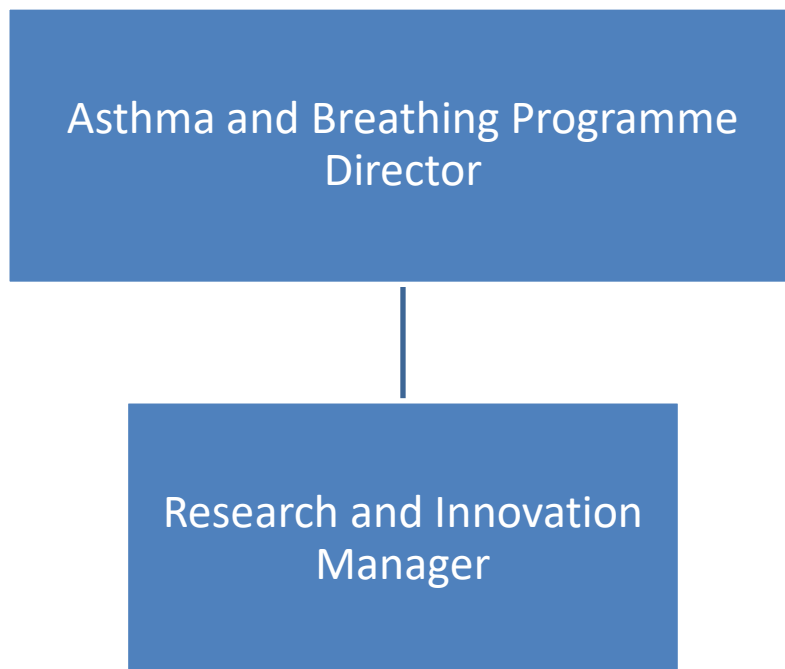 Asthma and Breathing Programme
Director
Research and Innovation
Manager